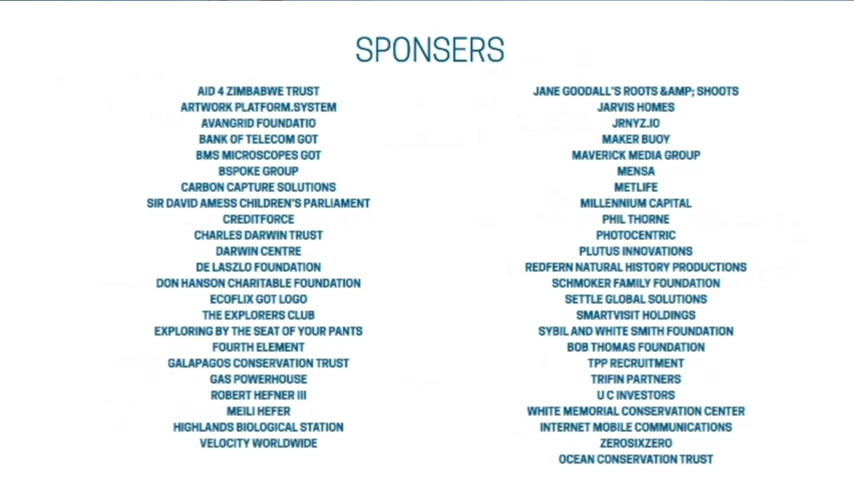 SPONSERS
AID 4 ZIMBABWE TRUST
ARTWORK PLATFORM.SYSTEM
AVANGRID FOUNDATIO
BANK OF TELECOM GOT
BMS MICROSCOPES GOT
BSPOKE GROUP
CARBON CAPTURE SOLUTIONS
SIR DAVID AMESS CHILDREN'S PARLIAMENT
CREDITFORCE
CHARLES DARWIN TRUST
DARWIN CENTRE
DE LASZLO FOUNDATION
DON HANSON CHARITABLE FOUNDATION
ECOFLIX GOT LOGO
THE EXPLORERS CLUB
EXPLORING BY THE SEAT OF YOUR PANTS
FOURTH ELEMENT
GALAPAGOS CONSERVATION TRUST
GAS POWERHOUSE
ROBERT HEFNER III
MEILI HEFER
HIGHLANDS BIOLOGICAL STATION
VELOCITY WORLDWIDE
JANE GOODALL'S ROOTS &AMP; SHOOTS
JARVIS HOMES
JRNYZ.IO
MAKER BUOY
MAVERICK MEDIA GROUP
MENSA
METLIFE
MILLENNIUM CAPITAL
PHIL THORNE
PHOTOCENTRIC
PLUTUS INNOVATIONS
REDFERN NATURAL HISTORY PRODUCTIONS
SCHMOKER FAMILY FOUNDATION
SETTLE GLOBAL SOLUTIONS
SMARTVISIT HOLDINGS
SYBIL AND WHITE SMITH FOUNDATION
BOB THOMAS FOUNDATION
TPP RECRUITMENT
TRIFIN PARTNERS
U C INVESTORS
WHITE MEMORIAL CONSERVATION CENTER
INTERNET MOBILE COMMUNICATIONS
ZEROSIXZERO
OCEAN CONSERVATION TRUST